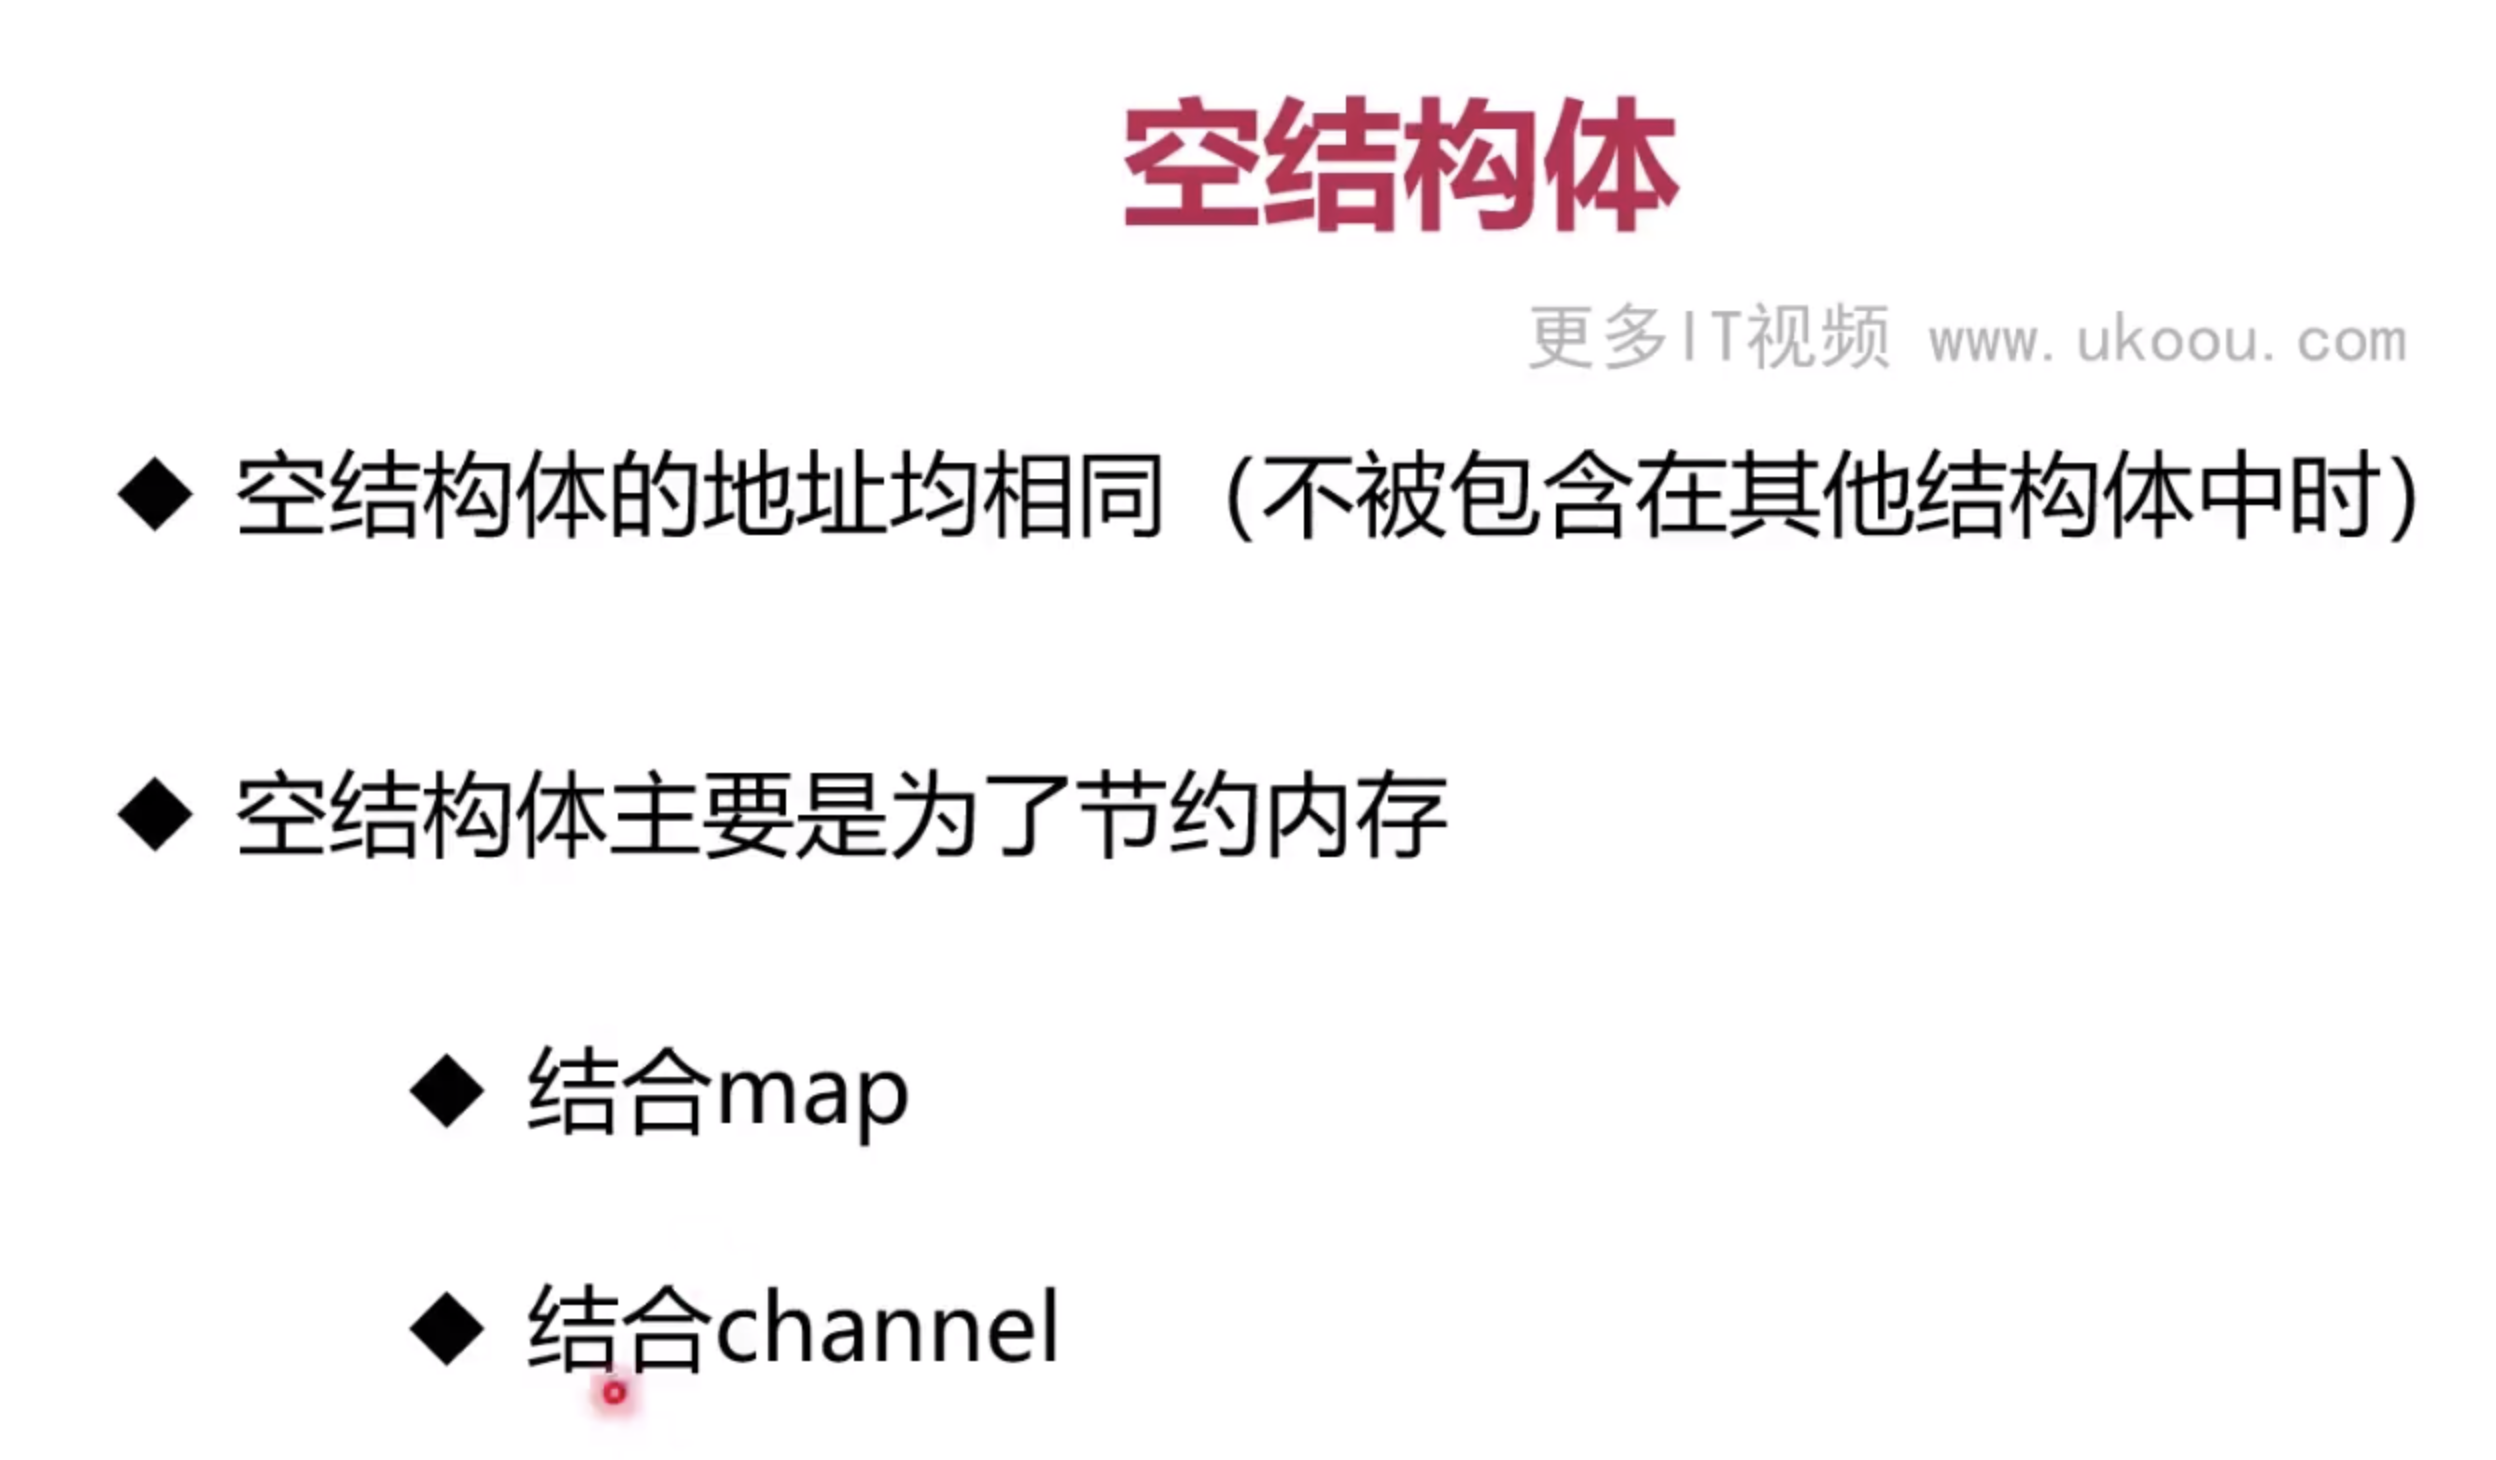 空结构体
更多IT视频 www.ukoou.com
◆ 空结构体的地址均相同（不被包含在其他结构体中时）
◆ 空结构体主要是为了节约内存
◆ 结合map
◆ 结合channel